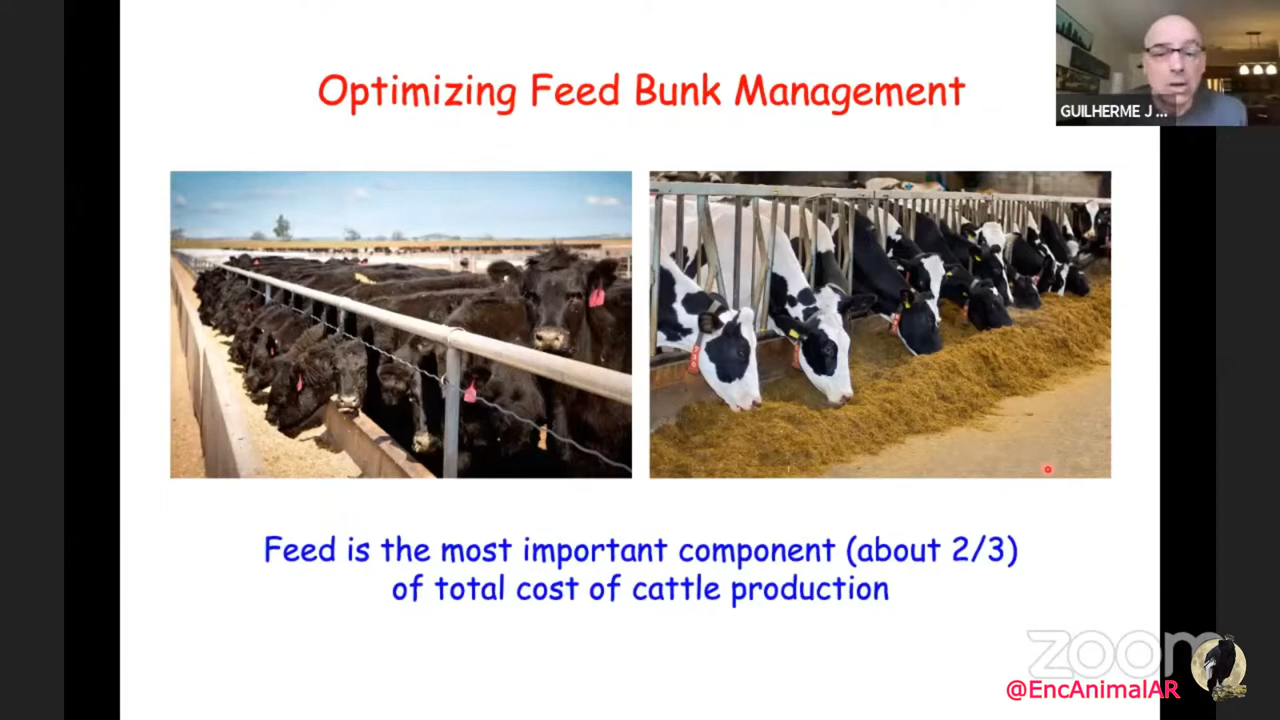 Optimizing Feed Bunk Management
GUILHERME J ...
Feed is the most important component (about 2/3)
of total cost of cattle production
zoom
@EncAnimalAR